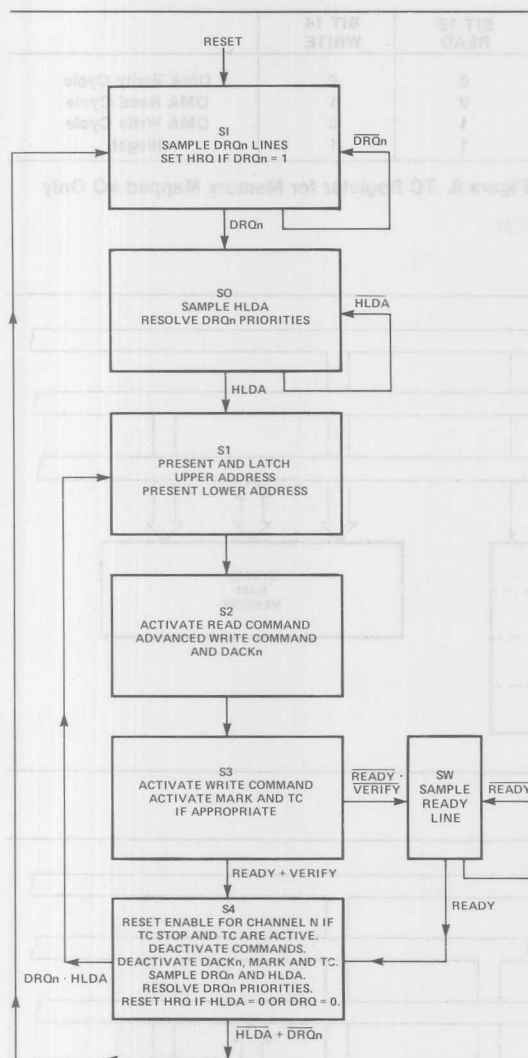 RESET
SI
SAMPLE DRQn LINES
SET HRQ IF DRQn = 1
DRQn
DRQn
SO
SAMPLE HLDA
RESOLVE DRQn PRIORITIES
HLDA
HLDA
S1
PRESENT AND LATCH
UPPER ADDRESS
PRESENT LOWER ADDRESS
S2
ACTIVATE READ COMMAND
ADVANCED WRITE COMMAND
AND DACKn
S3
ACTIVATE WRITE COMMAND
ACTIVATE MARK AND TC
IF APPROPRIATE
READY ·
VERIFY
SW
SAMPLE
READY
LINE
READY
READY + VERIFY
READY
S4
RESET ENABLE FOR CHANNEL N IF
TC STOP AND TC ARE ACTIVE.
DEACTIVATE COMMANDS.
DEACTIVATE DACKn, MARK AND TC.
SAMPLE DRQn AND HLDA.
RESOLVE DRQn PRIORITIES.
RESET HRQ IF HLDA = 0 OR DRQ = 0.
DRQn · HLDA
HLDA + DRQn